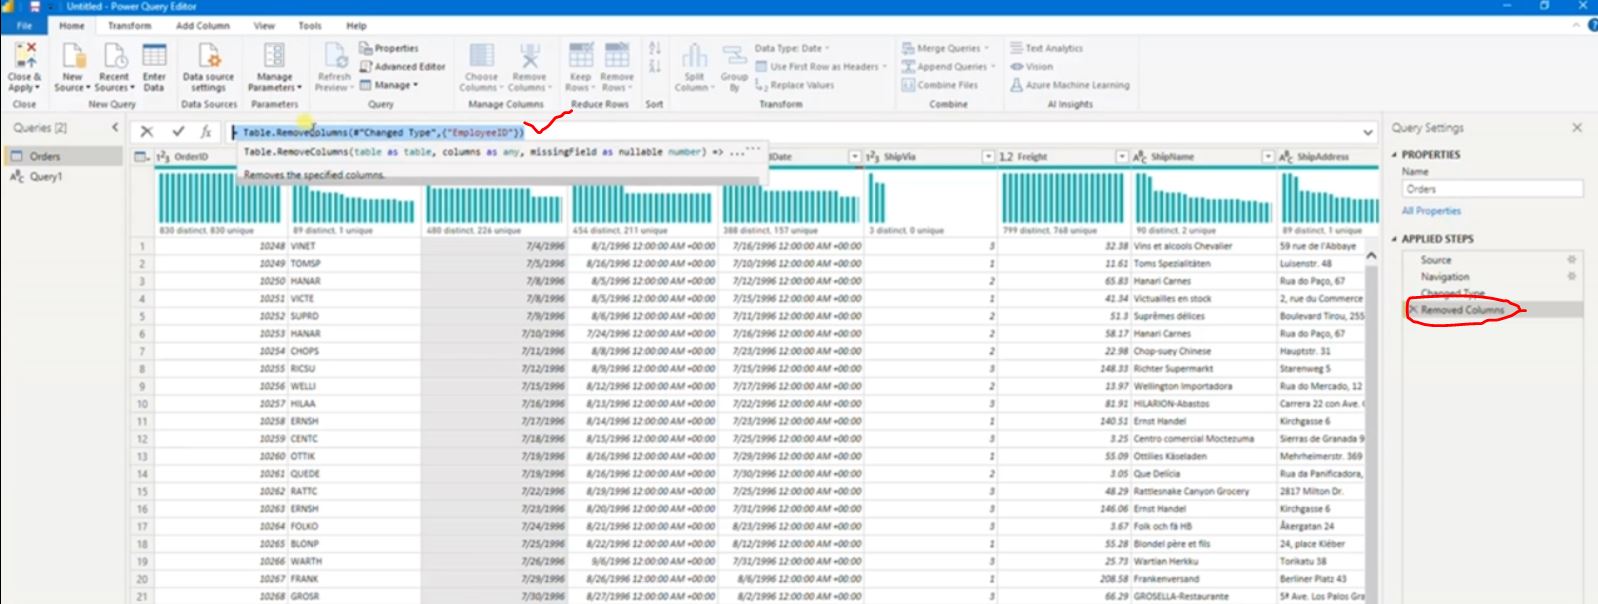 Untitled - Power Query Editor
File Home Transform Add Column View Tools Help
Close & Apply
New Source
Recent Sources
Enter Data
Data source settings
Manage Parameters
Refresh Preview
Properties
Advanced Editor
Manage
Choose Columns
Remove Columns
Keep Rows
Remove Rows
Split Column
Group By
Data Type: Date
Use First Row as Headers
Replace Values
Merge Queries
Append Queries
Combine Files
Text Analytics
Vision
Azure Machine Learning
Close New Query Data Sources Parameters Query Manage Columns Reduce Rows Sort Transform Combine AI Insights
Queries [2]
Orders
Query1
= Table.RemoveColumns(#"Changed Type",{"EmployeeID"})
Table.RemoveColumns(table as table, columns as any, missingField as nullable number) => ...
Removes the specified columns.
OrderID dDate ShipVia Freight ShipName ShipAddress
830 distinct, 830 unique 89 distinct, 1 unique 480 distinct, 226 unique 454 distinct, 211 unique 388 distinct, 157 unique 3 distinct, 0 unique 799 distinct, 768 unique 90 distinct, 2 unique 89 distinct, 1 unique
1 10248 VINET 7/4/1996 8/1/1996 12:00:00 AM +00:00 7/16/1996 12:00:00 AM +00:00 3 32.38 Vins et alcools Chevalier 59 rue de l'Abbaye
2 10249 TOMSP 7/5/1996 8/16/1996 12:00:00 AM +00:00 7/10/1996 12:00:00 AM +00:00 1 11.61 Toms Spezialitäten Luisenstr. 48
3 10250 HANAR 7/8/1996 8/5/1996 12:00:00 AM +00:00 7/12/1996 12:00:00 AM +00:00 2 65.83 Hanari Carnes Rua do Paço, 67
4 10251 VICTE 7/8/1996 8/5/1996 12:00:00 AM +00:00 7/15/1996 12:00:00 AM +00:00 1 41.34 Victuailles en stock 2, rue du Commerce
5 10252 SUPRD 7/9/1996 8/6/1996 12:00:00 AM +00:00 7/11/1996 12:00:00 AM +00:00 2 51.3 Suprêmes délices Boulevard Tirou, 255
6 10253 HANAR 7/10/1996 7/24/1996 12:00:00 AM +00:00 7/16/1996 12:00:00 AM +00:00 2 58.17 Hanari Carnes Rua do Paço, 67
7 10254 CHOPS 7/11/1996 8/8/1996 12:00:00 AM +00:00 7/23/1996 12:00:00 AM +00:00 2 22.98 Chop-suey Chinese Hauptstr. 31
8 10255 RICSU 7/12/1996 8/9/1996 12:00:00 AM +00:00 7/15/1996 12:00:00 AM +00:00 3 148.33 Richter Supermarkt Starenweg 5
9 10256 WELLI 7/15/1996 8/12/1996 12:00:00 AM +00:00 7/17/1996 12:00:00 AM +00:00 2 13.97 Wellington Importadora Rua do Mercado, 12
10 10257 HILAA 7/16/1996 8/13/1996 12:00:00 AM +00:00 7/22/1996 12:00:00 AM +00:00 3 81.91 HILARION-Abastos Carrera 22 con Ave.
11 10258 ERNSH 7/17/1996 8/14/1996 12:00:00 AM +00:00 7/23/1996 12:00:00 AM +00:00 1 140.51 Ernst Handel Kirchgasse 6
12 10259 CENTC 7/18/1996 8/15/1996 12:00:00 AM +00:00 7/25/1996 12:00:00 AM +00:00 3 3.25 Centro comercial Moctezuma Sierras de Granada 9
13 10260 OTTIK 7/19/1996 8/16/1996 12:00:00 AM +00:00 7/29/1996 12:00:00 AM +00:00 1 55.09 Ottilies Käseladen Mehrheimerstr. 369
14 10261 QUEDE 7/19/1996 8/16/1996 12:00:00 AM +00:00 7/30/1996 12:00:00 AM +00:00 2 3.05 Que Delícia Rua da Panificadora,
15 10262 RATTC 7/22/1996 8/19/1996 12:00:00 AM +00:00 7/25/1996 12:00:00 AM +00:00 3 48.29 Rattlesnake Canyon Grocery 2817 Milton Dr.
16 10263 ERNSH 7/23/1996 8/20/1996 12:00:00 AM +00:00 7/31/1996 12:00:00 AM +00:00 3 146.06 Ernst Handel Kirchgasse 6
17 10264 FOLKO 7/24/1996 8/21/1996 12:00:00 AM +00:00 8/23/1996 12:00:00 AM +00:00 3 3.67 Folk och fä HB Åkergatan 24
18 10265 BLONP 7/25/1996 8/22/1996 12:00:00 AM +00:00 8/12/1996 12:00:00 AM +00:00 1 55.28 Blondel père et fils 24, place Kléber
19 10266 WARTH 7/26/1996 9/6/1996 12:00:00 AM +00:00 7/31/1996 12:00:00 AM +00:00 3 25.73 Wartian Herkku Torikatu 38
20 10267 FRANK 7/29/1996 8/26/1996 12:00:00 AM +00:00 8/6/1996 12:00:00 AM +00:00 1 208.58 Frankenversand Berliner Platz 43
21 10268 GROSR 7/30/1996 8/27/1996 12:00:00 AM +00:00 8/2/1996 12:00:00 AM +00:00 3 66.29 GROSELLA-Restaurante 5ª Ave. Los Palos Gra
Query Settings
PROPERTIES
Name
Orders
All Properties
APPLIED STEPS
Source
Navigation
Changed Type
Removed Columns